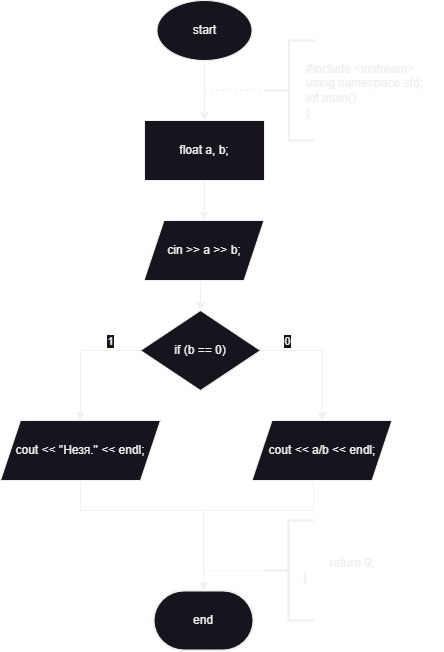 start
#include <iostream>
using namespace std;
int main()
{
float a, b;
cin >> a >> b;
if (b == 0)
1
0
cout << "Незя." << endl;
cout << a/b << endl;
return 0;
}
end